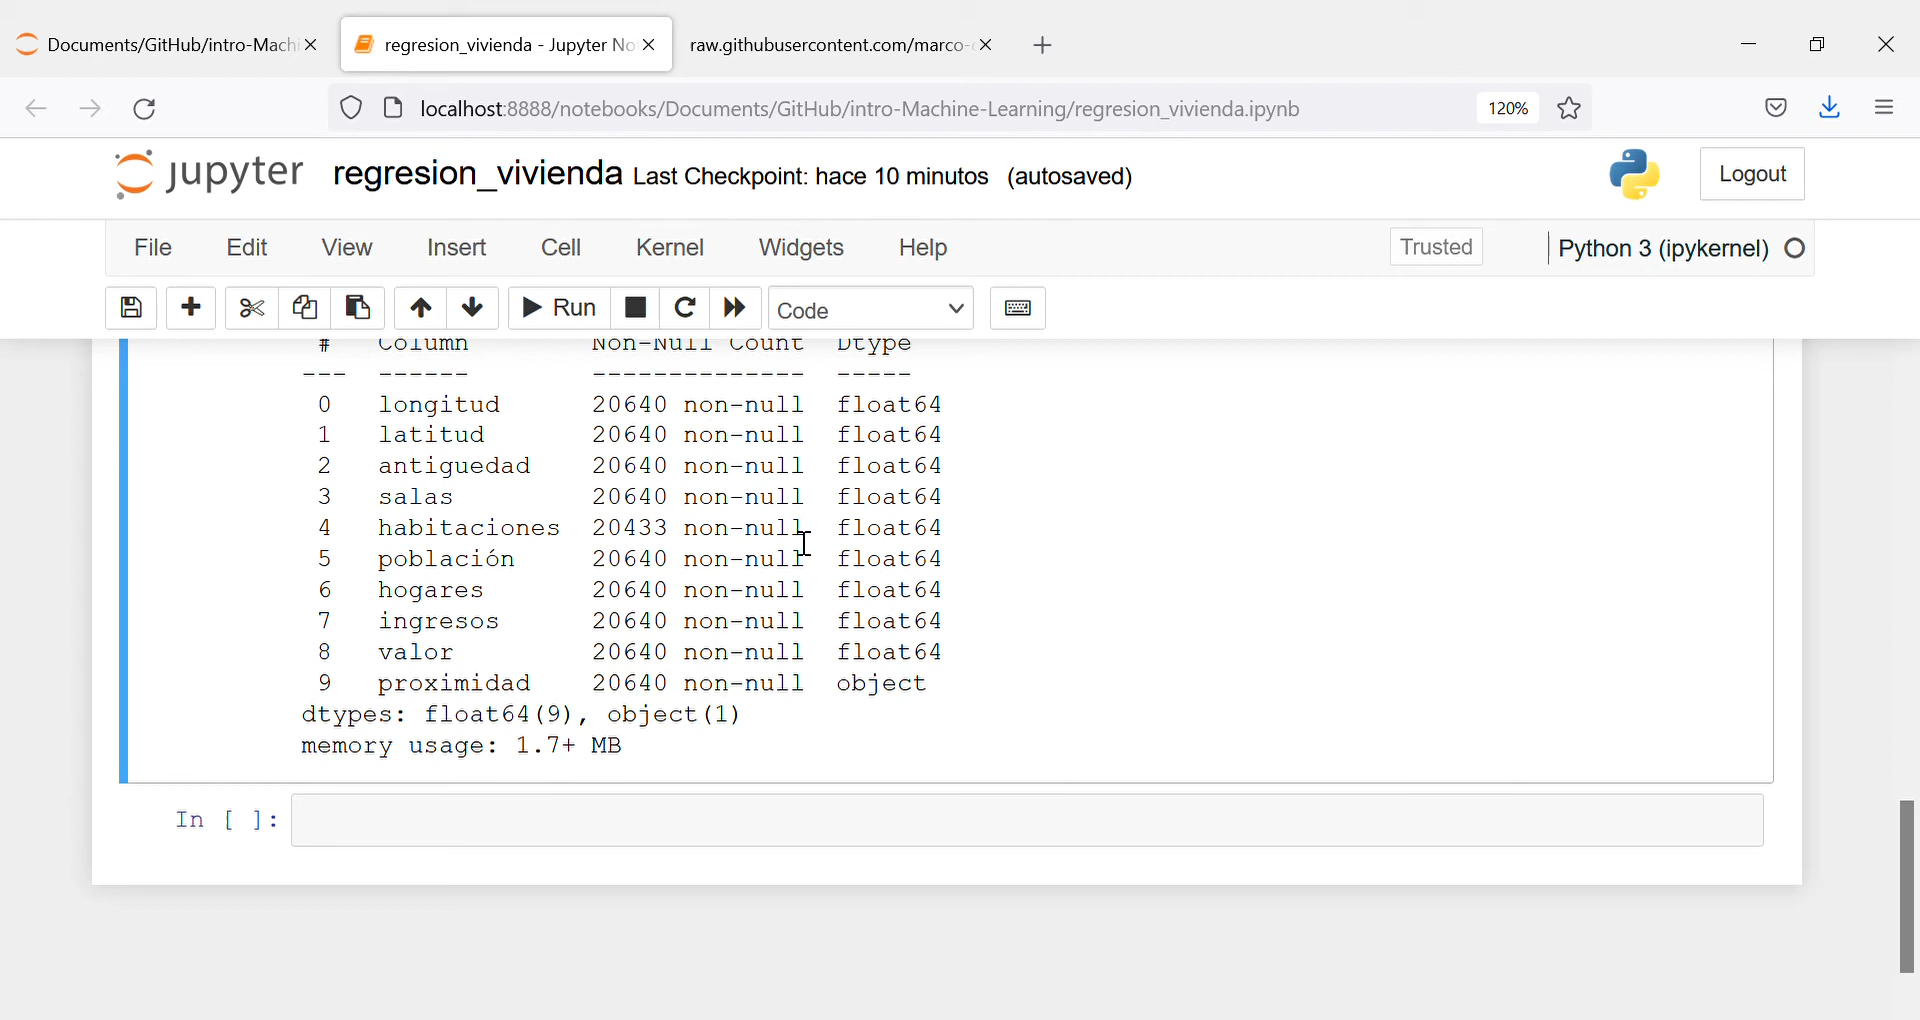 Documents/GitHub/intro-Machi
regresion_vivienda - Jupyter No
raw.githubusercontent.com/marco-
localhost:8888/notebooks/Documents/GitHub/intro-Machine-Learning/regresion_vivienda.ipynb
120%
jupyter regresion_vivienda Last Checkpoint: hace 10 minutos (autosaved)
Logout
File Edit View Insert Cell Kernel Widgets Help
Trusted
Python 3 (ipykernel)
Run
Code
# Column Non-Null Count Dtype
--- ------ -------------- -----
0 longitud 20640 non-null float64
1 latitud 20640 non-null float64
2 antiguedad 20640 non-null float64
3 salas 20640 non-null float64
4 habitaciones 20433 non-null float64
5 población 20640 non-null float64
6 hogares 20640 non-null float64
7 ingresos 20640 non-null float64
8 valor 20640 non-null float64
9 proximidad 20640 non-null object
dtypes: float64(9), object(1)
memory usage: 1.7+ MB
In [ ]: